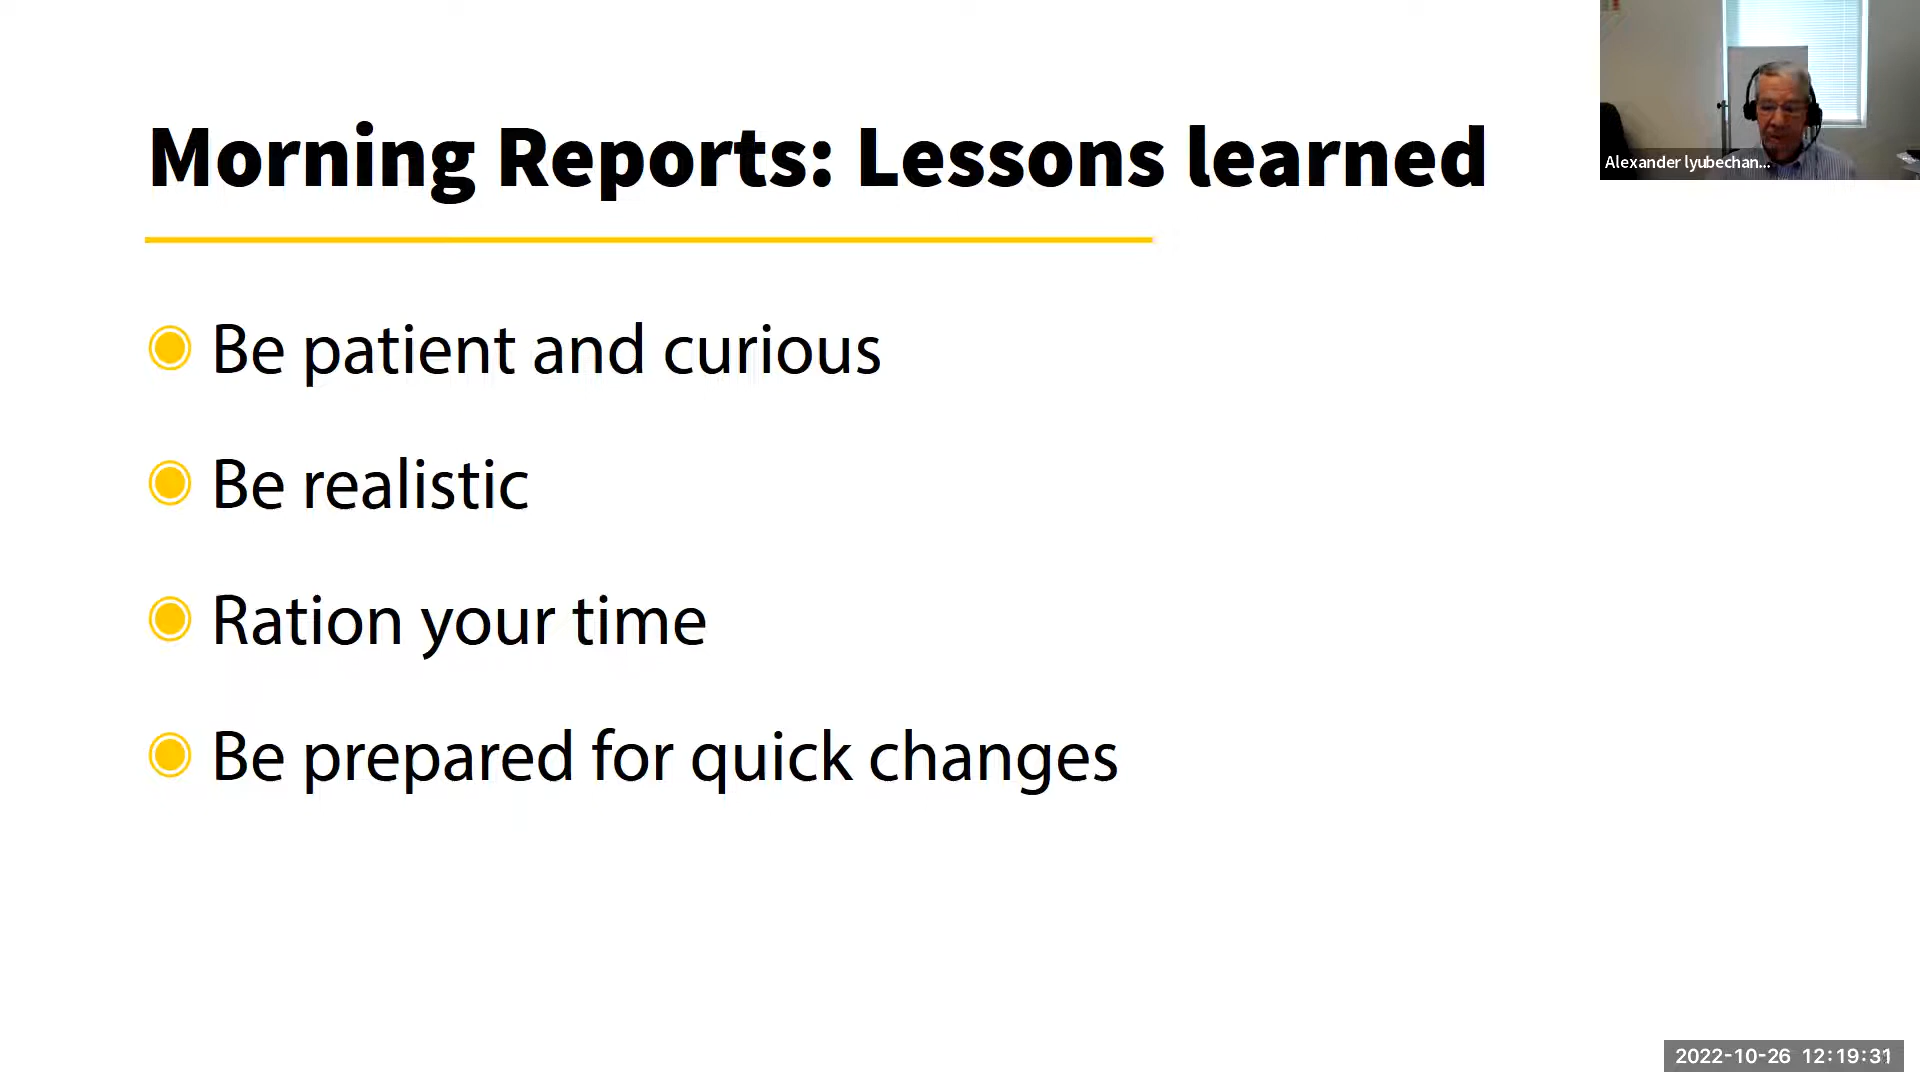 Morning Reports: Lessons learned
Alexander lyubechan...
Be patient and curious
Be realistic
Ration your time
Be prepared for quick changes
2022-10-26 12:19:31